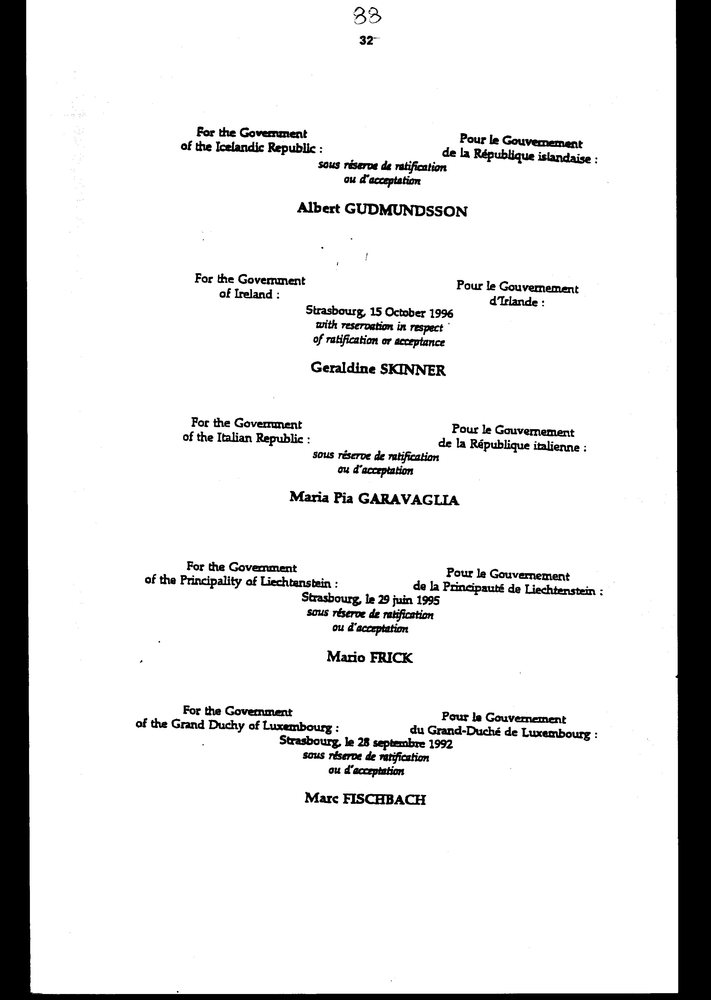 88
32
For the Government
of the Icelandic Republic :
Pour le Gouvernement
de la République islandaise :
sous réserve de ratification
ou d'acceptation
Albert GUDMUNDSSON
For the Government
of Ireland :
Pour le Gouvernement
d'Irlande :
Strasbourg, 15 October 1996
with reservation in respect
of ratification or acceptance
Geraldine SKINNER
For the Government
of the Italian Republic :
Pour le Gouvernement
de la République italienne :
sous réserve de ratification
ou d'acceptation
Maria Pia GARAVAGLIA
For the Government
of the Principality of Liechtenstein :
Pour le Gouvernement
de la Principauté de Liechtenstein :
Strasbourg, le 29 juin 1995
sous réserve de ratification
ou d'acceptation
Mario FRICK
For the Government
of the Grand Duchy of Luxembourg :
Pour le Gouvernement
du Grand-Duché de Luxembourg :
Strasbourg, le 28 septembre 1992
sous réserve de ratification
ou d'acceptation
Marc FISCHBACH